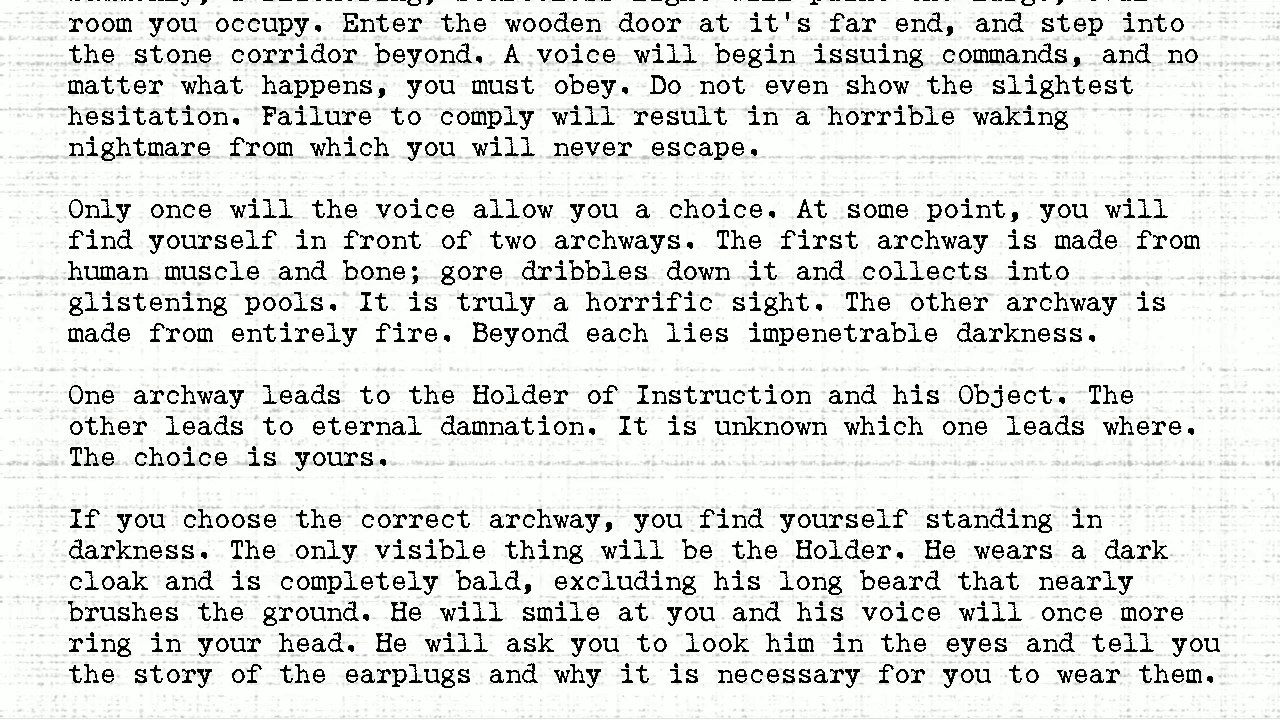 room you occupy. Enter the wooden door at it's far end, and step into
the stone corridor beyond. A voice will begin issuing commands, and no
matter what happens, you must obey. Do not even show the slightest
hesitation. Failure to comply will result in a horrible waking
nightmare from which you will never escape.
Only once will the voice allow you a choice. At some point, you will
find yourself in front of two archways. The first archway is made from
human muscle and bone; gore dribbles down it and collects into
glistening pools. It is truly a horrific sight. The other archway is
made from entirely fire. Beyond each lies impenetrable darkness.
One archway leads to the Holder of Instruction and his Object. The
other leads to eternal damnation. It is unknown which one leads where.
The choice is yours.
If you choose the correct archway, you find yourself standing in
darkness. The only visible thing will be the Holder. He wears a dark
cloak and is completely bald, excluding his long beard that nearly
brushes the ground. He will smile at you and his voice will once more
ring in your head. He will ask you to look him in the eyes and tell you
the story of the earplugs and why it is necessary for you to wear them.